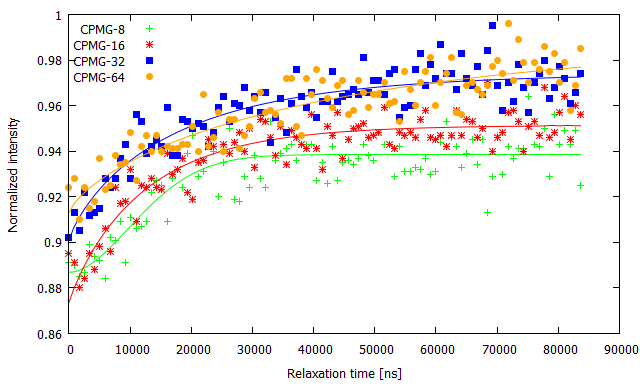 1
0.98
0.96
0.94
0.92
0.9
0.88
0.86
Normalized intensity
CPMG-8
CPMG-16
CPMG-32
CPMG-64
0 10000 20000 30000 40000 50000 60000 70000 80000 90000
Relaxation time [ns]